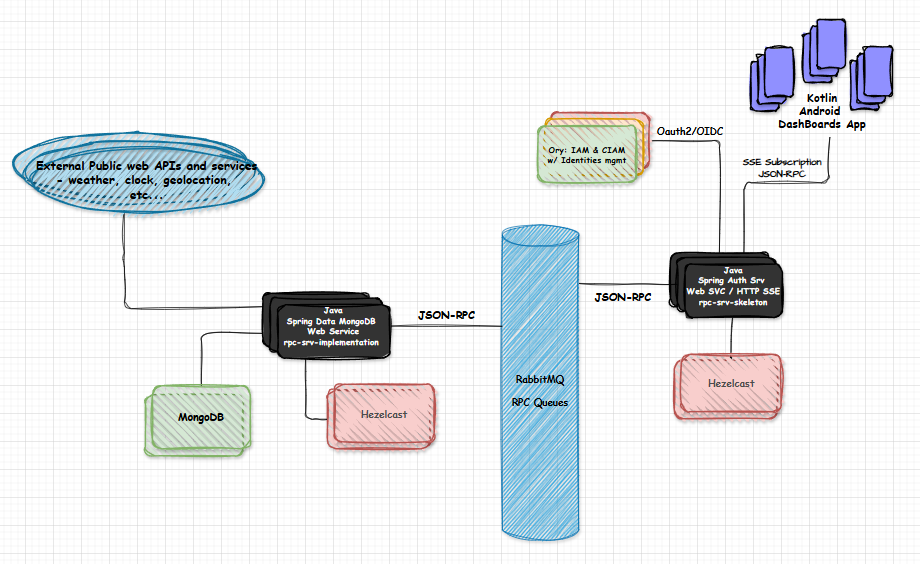 Kotlin
Android
DashBoards App
Oauth2/OIDC
Ory: IAM & CIAM
w/ Identities mgmt
SSE Subscription
JSON-RPC
External Public web APIs and services
- weather, clock, geolocation,
etc...
Java
Spring Auth Srv
Web SVC / HTTP SSE
rpc-srv-skeleton
JSON-RPC
Java
Spring Data MongoDB
Web Service
rpc-srv-implementation
JSON-RPC
RabbitMQ
RPC Queues
Hezelcast
MongoDB
Hezelcast